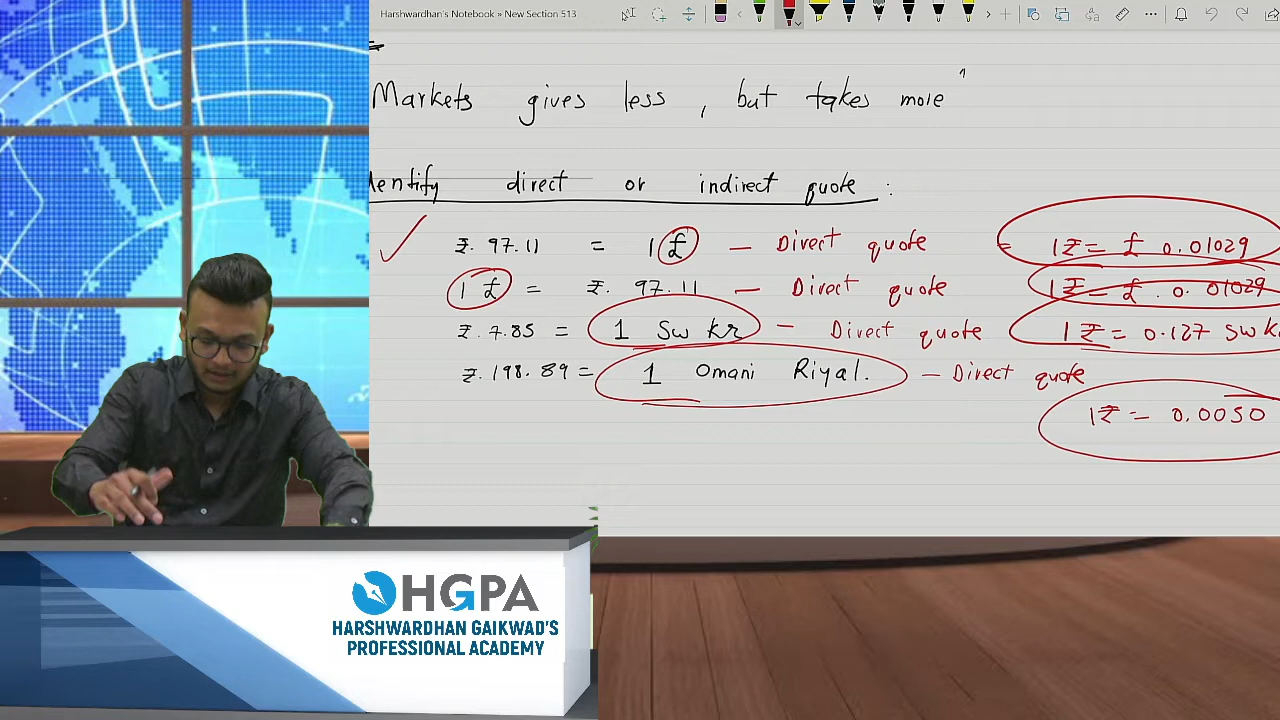 Harshwardhan's Notebook » New Section 513
Markets gives less, but takes more"
dentify direct or indirect quote :
₹. 97.11 = 1 £ — Direct quote = 1₹ = £ 0.01029
1 £ = ₹. 97.11 — Direct quote 1₹ = £. 0.01029
₹. 7.85 = 1 Sw kr — Direct quote 1₹ = 0.127 Sw k
₹. 198.89 = 1 Omani Riyal. — Direct quote
1₹ = 0.0050
HGPA
HARSHWARDHAN GAIKWAD'S
PROFESSIONAL ACADEMY